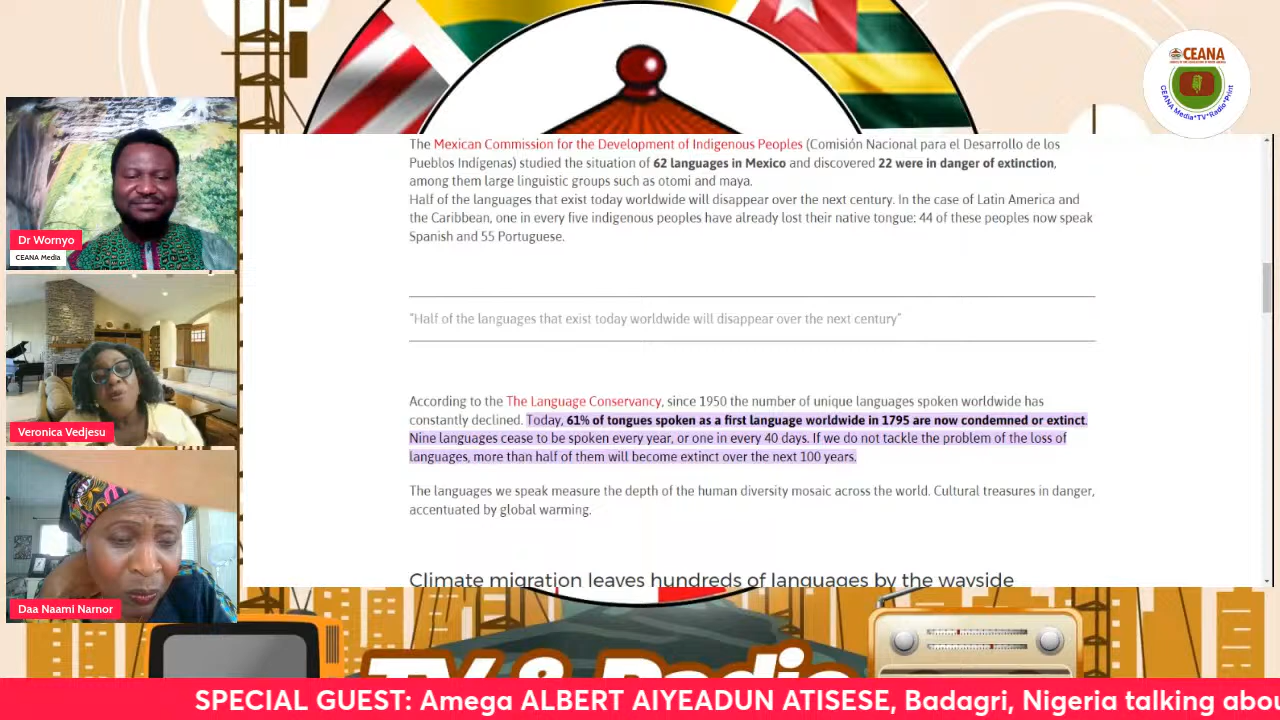 CEANA
CEANA Media*TV*Radio*Print
The Mexican Commission for the Development of Indigenous Peoples (Comisión Nacional para el Desarrollo de los
Pueblos Indígenas) studied the situation of 62 languages in Mexico and discovered 22 were in danger of extinction,
among them large linguistic groups such as otomi and maya.
Half of the languages that exist today worldwide will disappear over the next century. In the case of Latin America and
the Caribbean, one in every five indigenous peoples have already lost their native tongue; 44 of these peoples now speak
Spanish and 55 Portuguese.
Dr Wornyo
CEANA Media
"Half of the languages that exist today worldwide will disappear over the next century"
According to the The Language Conservancy, since 1950 the number of unique languages spoken worldwide has
constantly declined. Today, 61% of tongues spoken as a first language worldwide in 1795 are now condemned or extinct.
Nine languages cease to be spoken every year, or one in every 40 days. If we do not tackle the problem of the loss of
languages, more than half of them will become extinct over the next 100 years.
Veronica Vedjesu
The languages we speak measure the depth of the human diversity mosaic across the world. Cultural treasures in danger,
accentuated by global warming.
Climate migration leaves hundreds of languages by the wayside
Daa Naami Narnor
TV & Radio
SPECIAL GUEST: Amega ALBERT AIYEADUN ATISESE, Badagri, Nigeria talking abou